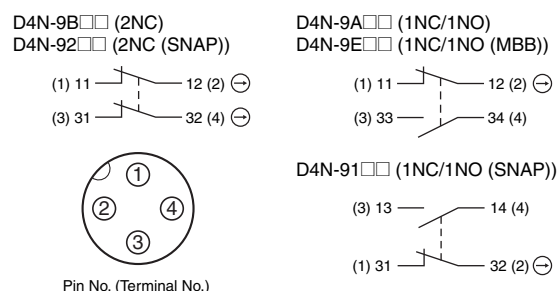 D4N-9B□□ (2NC)
D4N-92□□ (2NC (SNAP))
(1) 11 12 (2) ⊖
(3) 31 32 (4) ⊖
1
2 4
3
Pin No. (Terminal No.)
D4N-9A□□ (1NC/1NO)
D4N-9E□□ (1NC/1NO (MBB))
(1) 11 12 (2)
(3) 33 34 (4)
D4N-91□□ (1NC/1NO (SNAP))
(3) 13 14 (4)
(1) 31 32 (2)